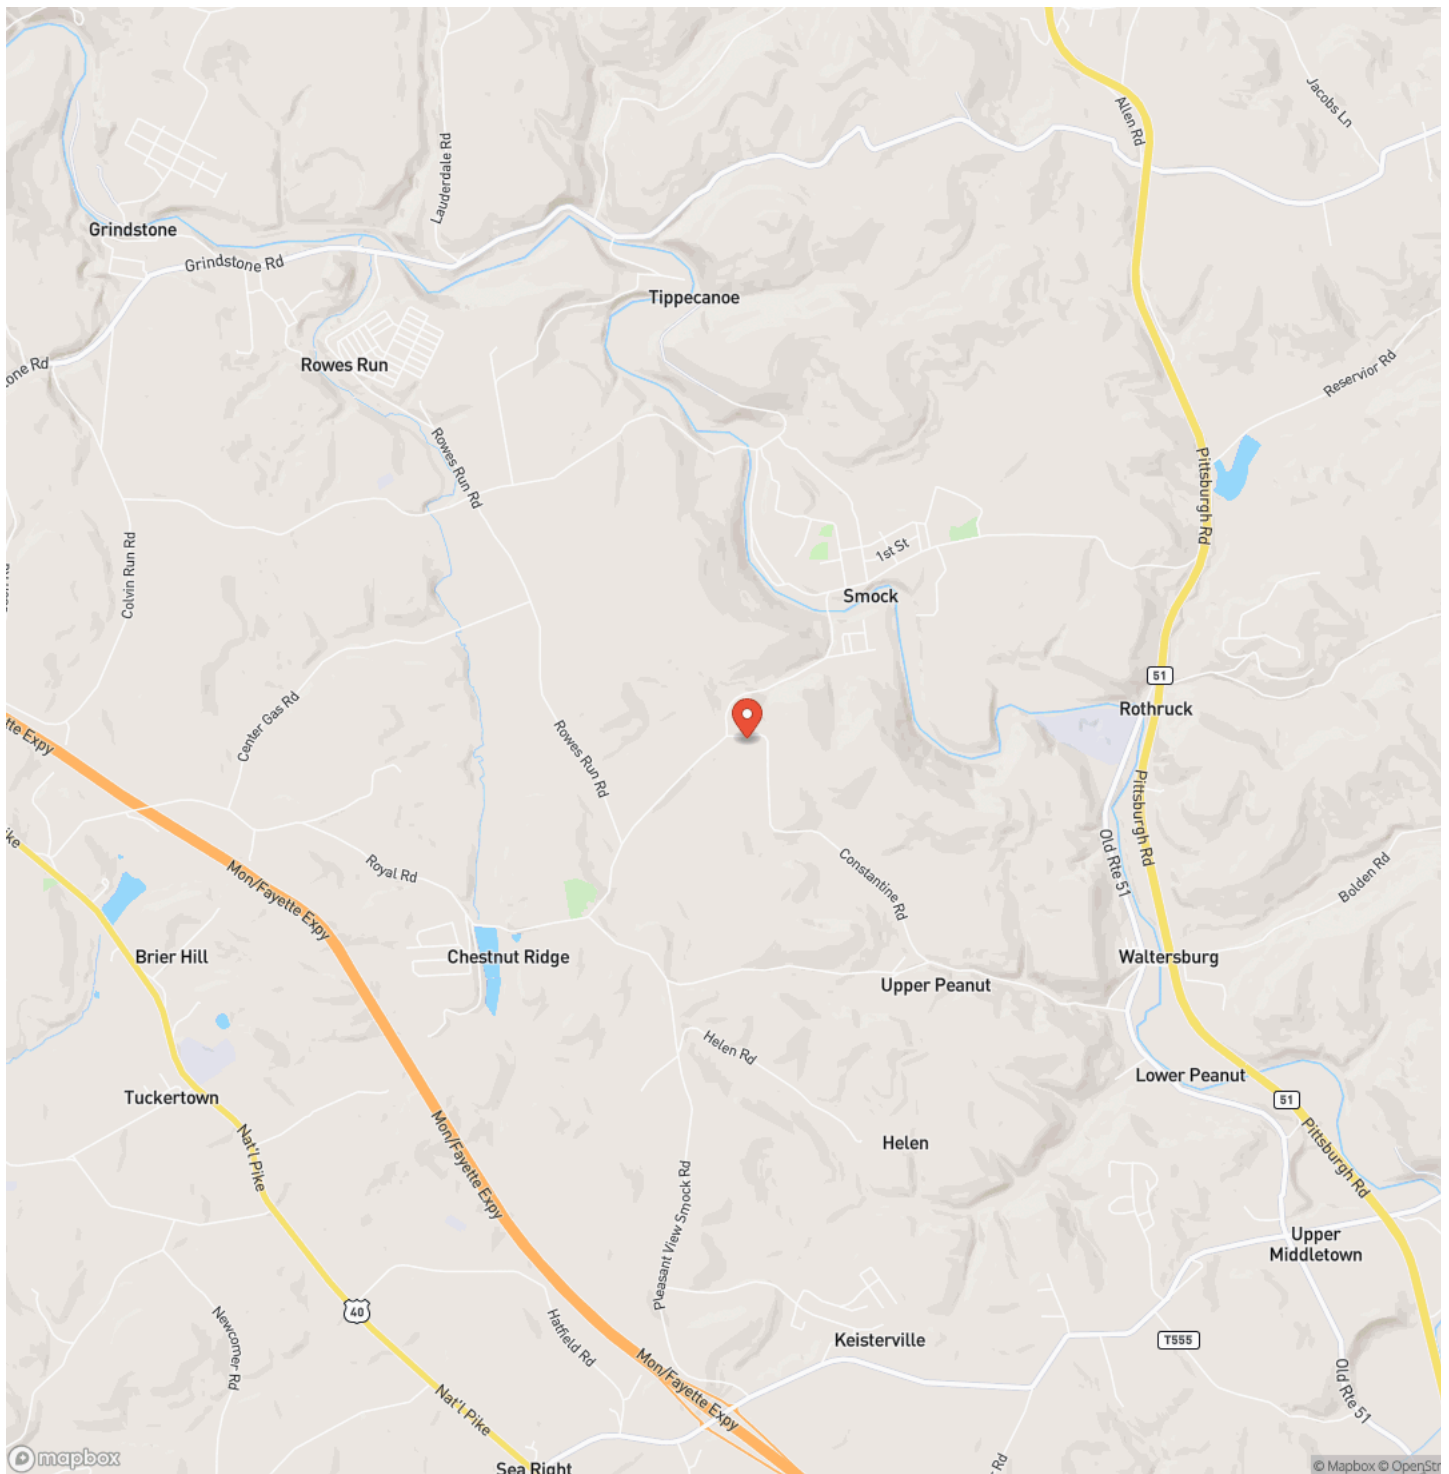 Jacobs Ln
Allen Rd
Lauderdale Rd
Grindstone
Grindstone Rd
Tippecanoe
Rowes Run
Reservior Rd
Rowes Run Rd
Pittsburgh Rd
Colvin Run Rd
1st St
Smock
51
Rothruck
Center Gas Rd
Rowes Run Rd
Pittsburgh Rd
Old Rte 51
Royal Rd
Mon/Fayette Expy
Constantine Rd
Bolden Rd
Brier Hill
Chestnut Ridge
Waltersburg
Upper Peanut
Helen Rd
Lower Peanut
Tuckertown
51
Mon/Fayette Expy
Nat'l Pike
Helen
Pittsburgh Rd
Pleasant View Smock Rd
Upper
Middletown
40
Newcomer Rd
Hatfield Rd
Keisterville
T555
Mon/Fayette Expy
Old Rte 51
Nat'l Pike
Sea Right
mapbox
© Mapbox © OpenStr